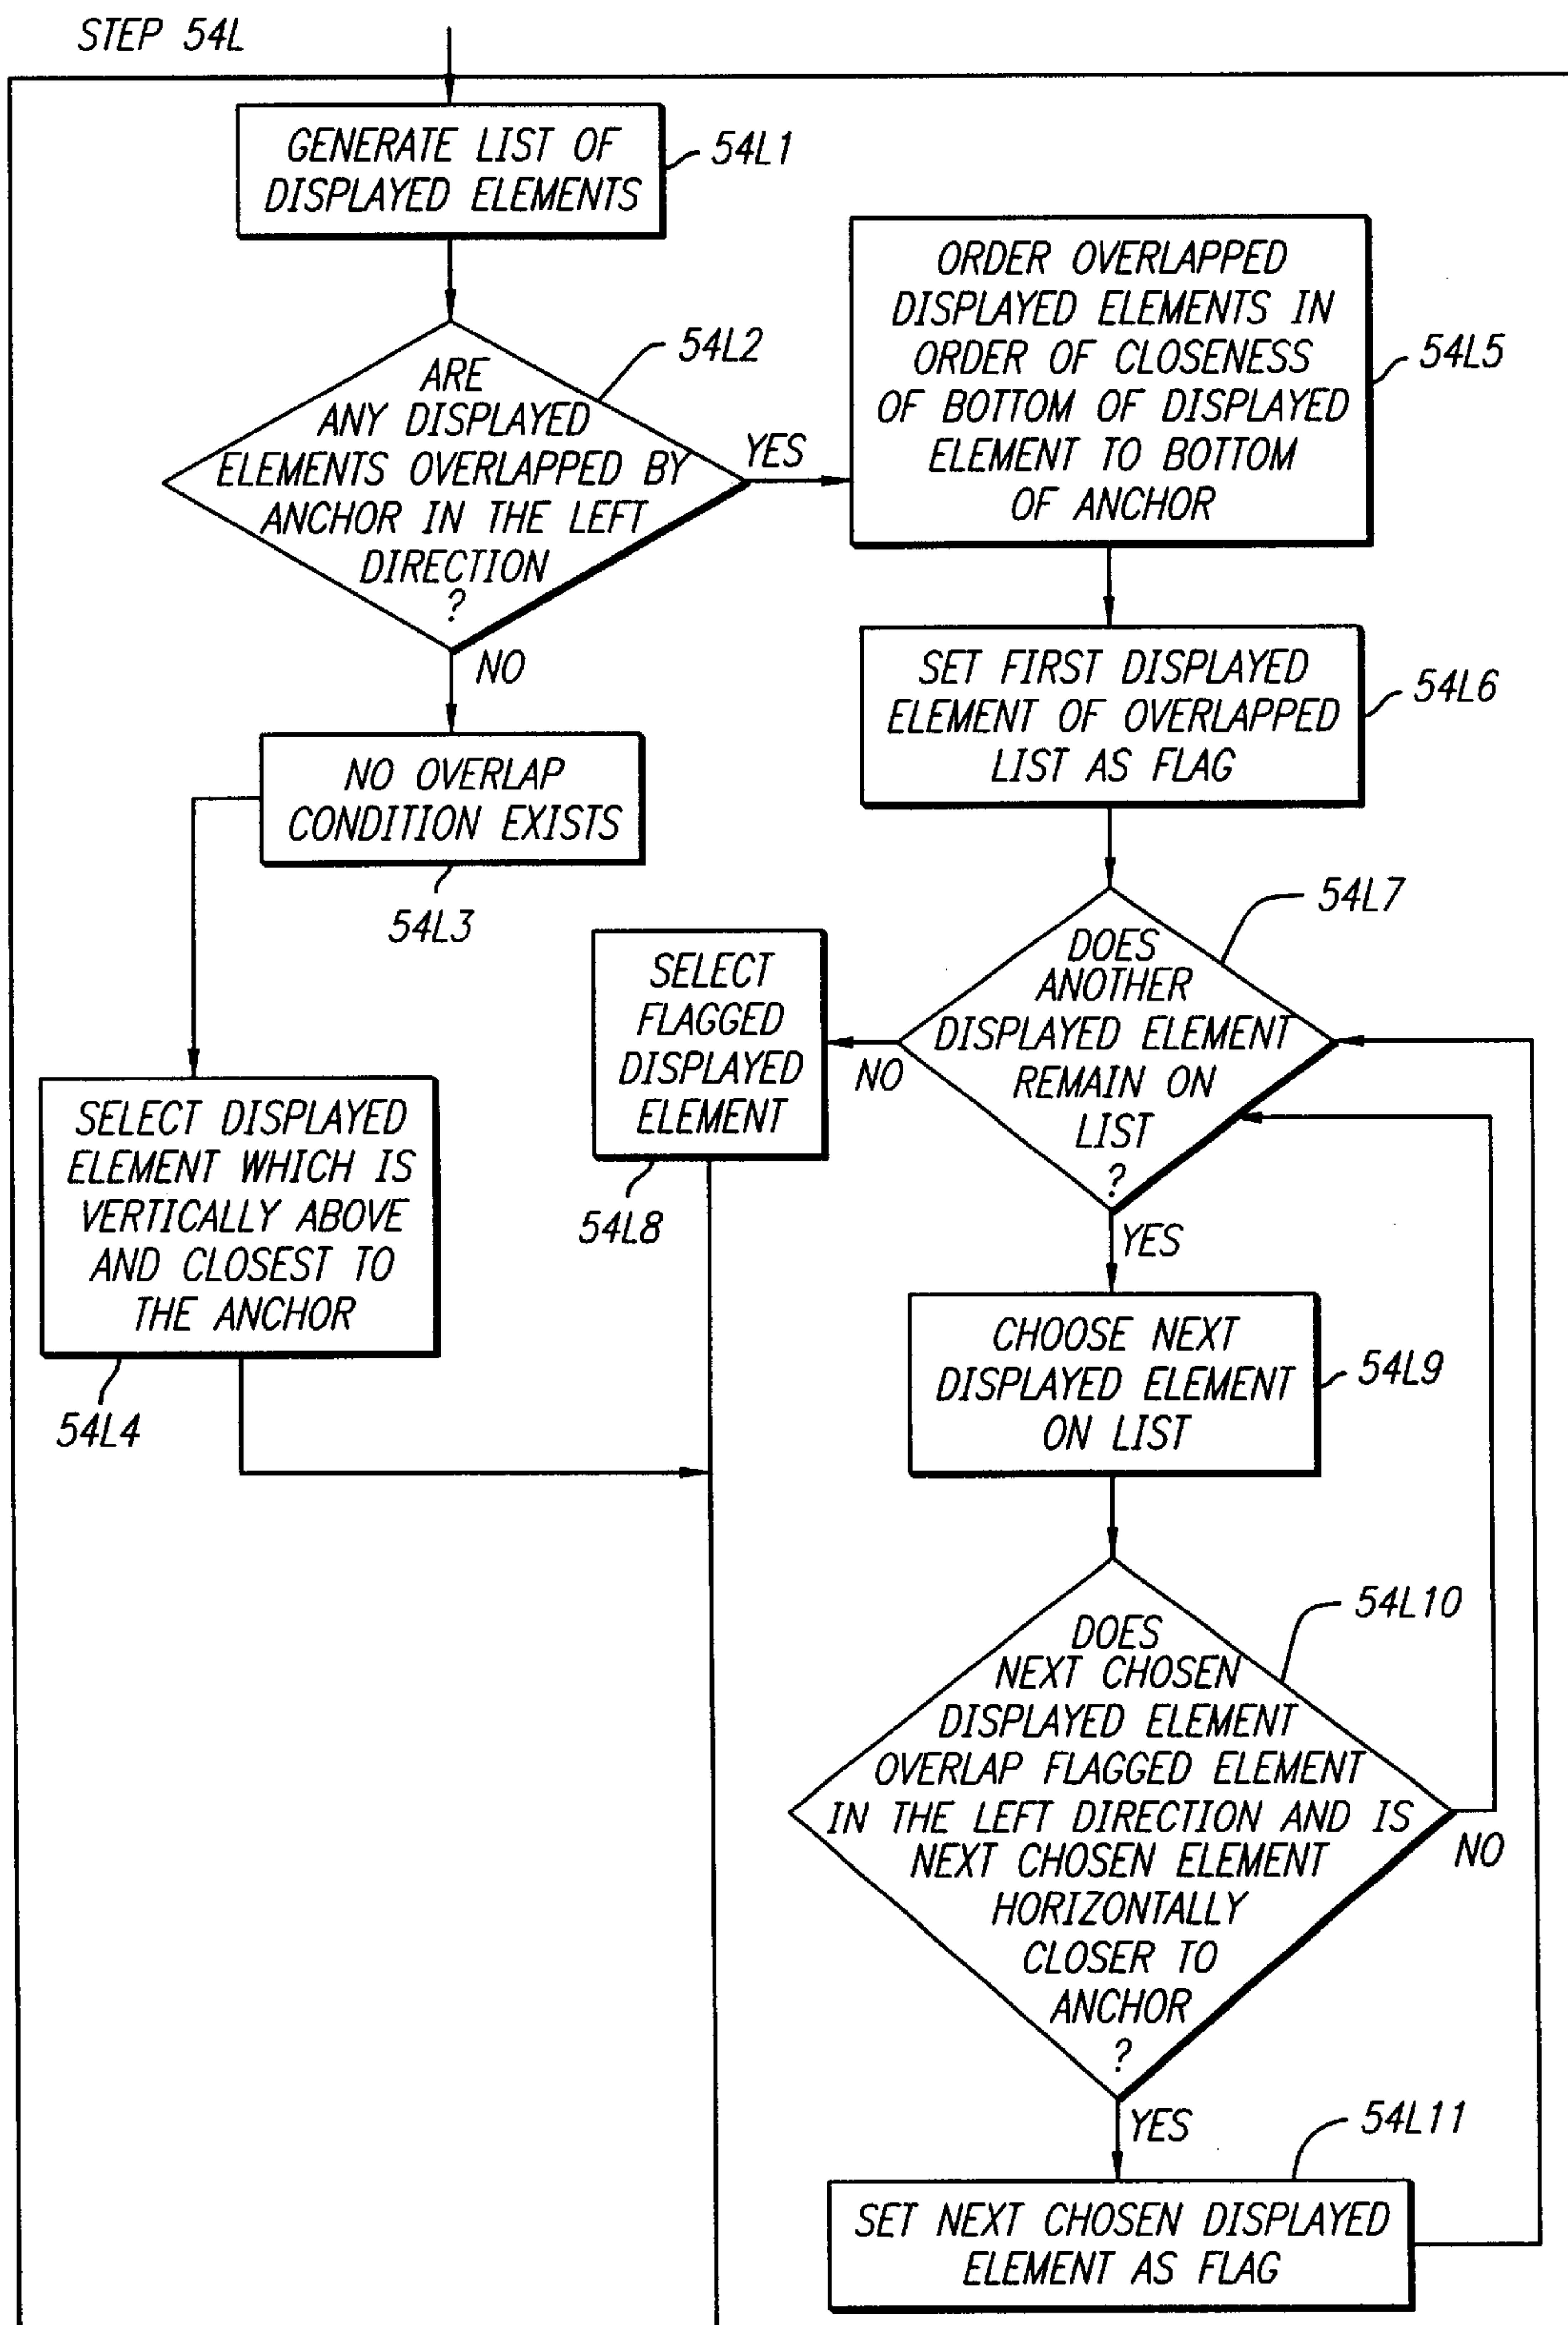 STEP 54L
GENERATE LIST OF
DISPLAYED ELEMENTS
54L1
ARE
ANY DISPLAYED
ELEMENTS OVERLAPPED BY
ANCHOR IN THE LEFT
DIRECTION
?
54L2
YES
NO
NO OVERLAP
CONDITION EXISTS
54L3
SELECT DISPLAYED
ELEMENT WHICH IS
VERTICALLY ABOVE
AND CLOSEST TO
THE ANCHOR
54L4
ORDER OVERLAPPED
DISPLAYED ELEMENTS IN
ORDER OF CLOSENESS
OF BOTTOM OF DISPLAYED
ELEMENT TO BOTTOM
OF ANCHOR
54L5
SET FIRST DISPLAYED
ELEMENT OF OVERLAPPED
LIST AS FLAG
54L6
DOES
ANOTHER
DISPLAYED ELEMENT
REMAIN ON
LIST
?
54L7
NO
SELECT
FLAGGED
DISPLAYED
ELEMENT
54L8
YES
CHOOSE NEXT
DISPLAYED ELEMENT
ON LIST
54L9
DOES
NEXT CHOSEN
DISPLAYED ELEMENT
OVERLAP FLAGGED ELEMENT
IN THE LEFT DIRECTION AND IS
NEXT CHOSEN ELEMENT
HORIZONTALLY
CLOSER TO
ANCHOR
?
54L10
NO
YES
SET NEXT CHOSEN DISPLAYED
ELEMENT AS FLAG
54L11